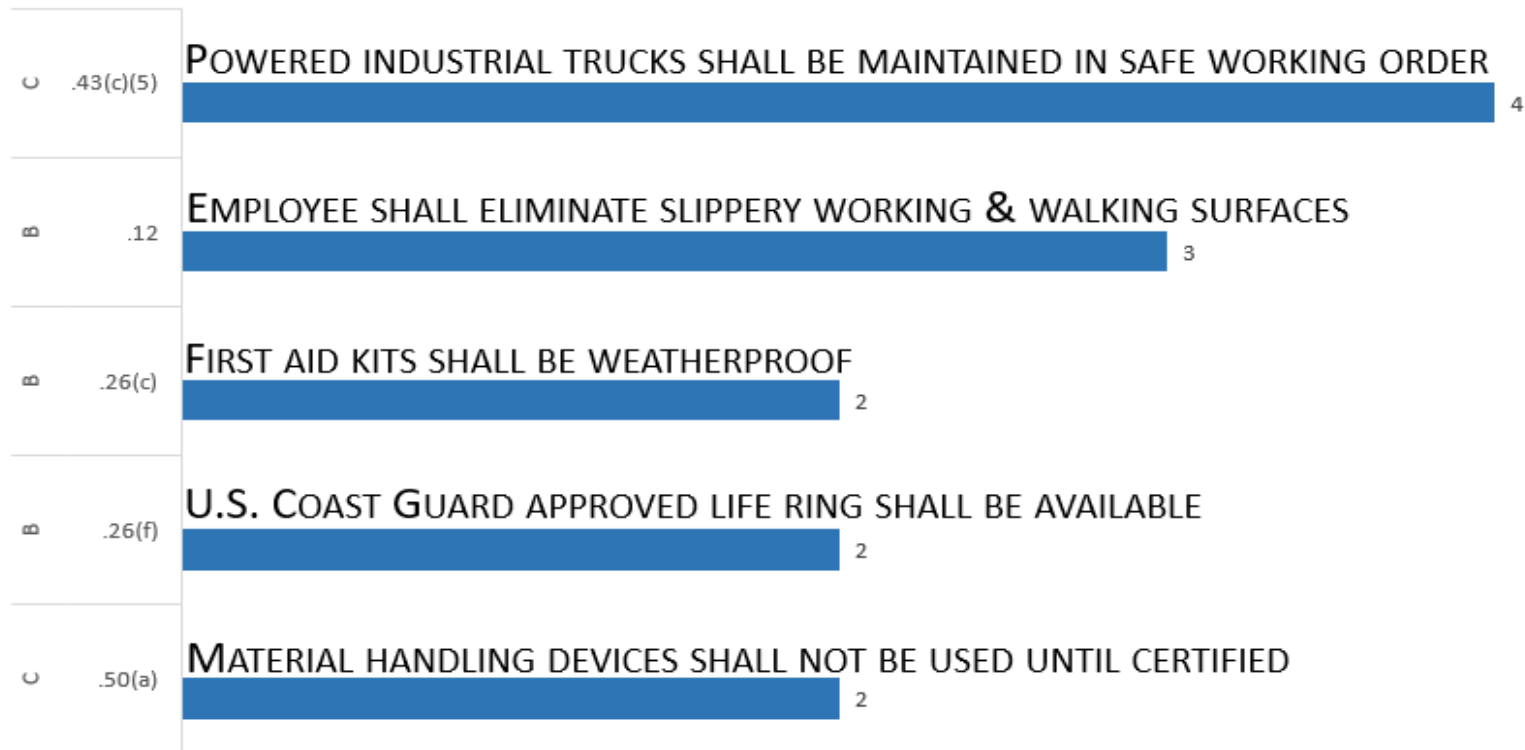 POWERED INDUSTRIAL TRUCKS SHALL BE MAINTAINED IN SAFE WORKING ORDER
C .43(c)(5) 4
EMPLOYEE SHALL ELIMINATE SLIPPERY WORKING & WALKING SURFACES
B .12 3
FIRST AID KITS SHALL BE WEATHERPROOF
B .26(c) 2
U.S. COAST GUARD APPROVED LIFE RING SHALL BE AVAILABLE
B .26(f) 2
MATERIAL HANDLING DEVICES SHALL NOT BE USED UNTIL CERTIFIED
C .50(a) 2